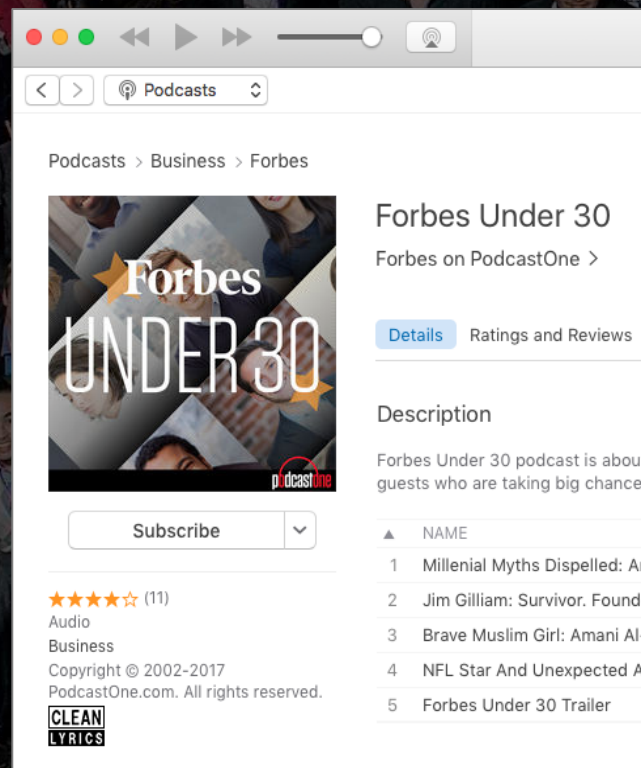 Podcasts
Podcasts > Business > Forbes
Forbes
UNDER 30
podcastone
Subscribe
(11)
Audio
Business
Copyright © 2002-2017
PodcastOne.com. All rights reserved.
CLEAN
LYRICS
Forbes Under 30
Forbes on PodcastOne >
Details Ratings and Reviews
Description
Forbes Under 30 podcast is abou
guests who are taking big chance
NAME
1 Millenial Myths Dispelled: A
2 Jim Gilliam: Survivor. Found
3 Brave Muslim Girl: Amani Al
4 NFL Star And Unexpected A
5 Forbes Under 30 Trailer